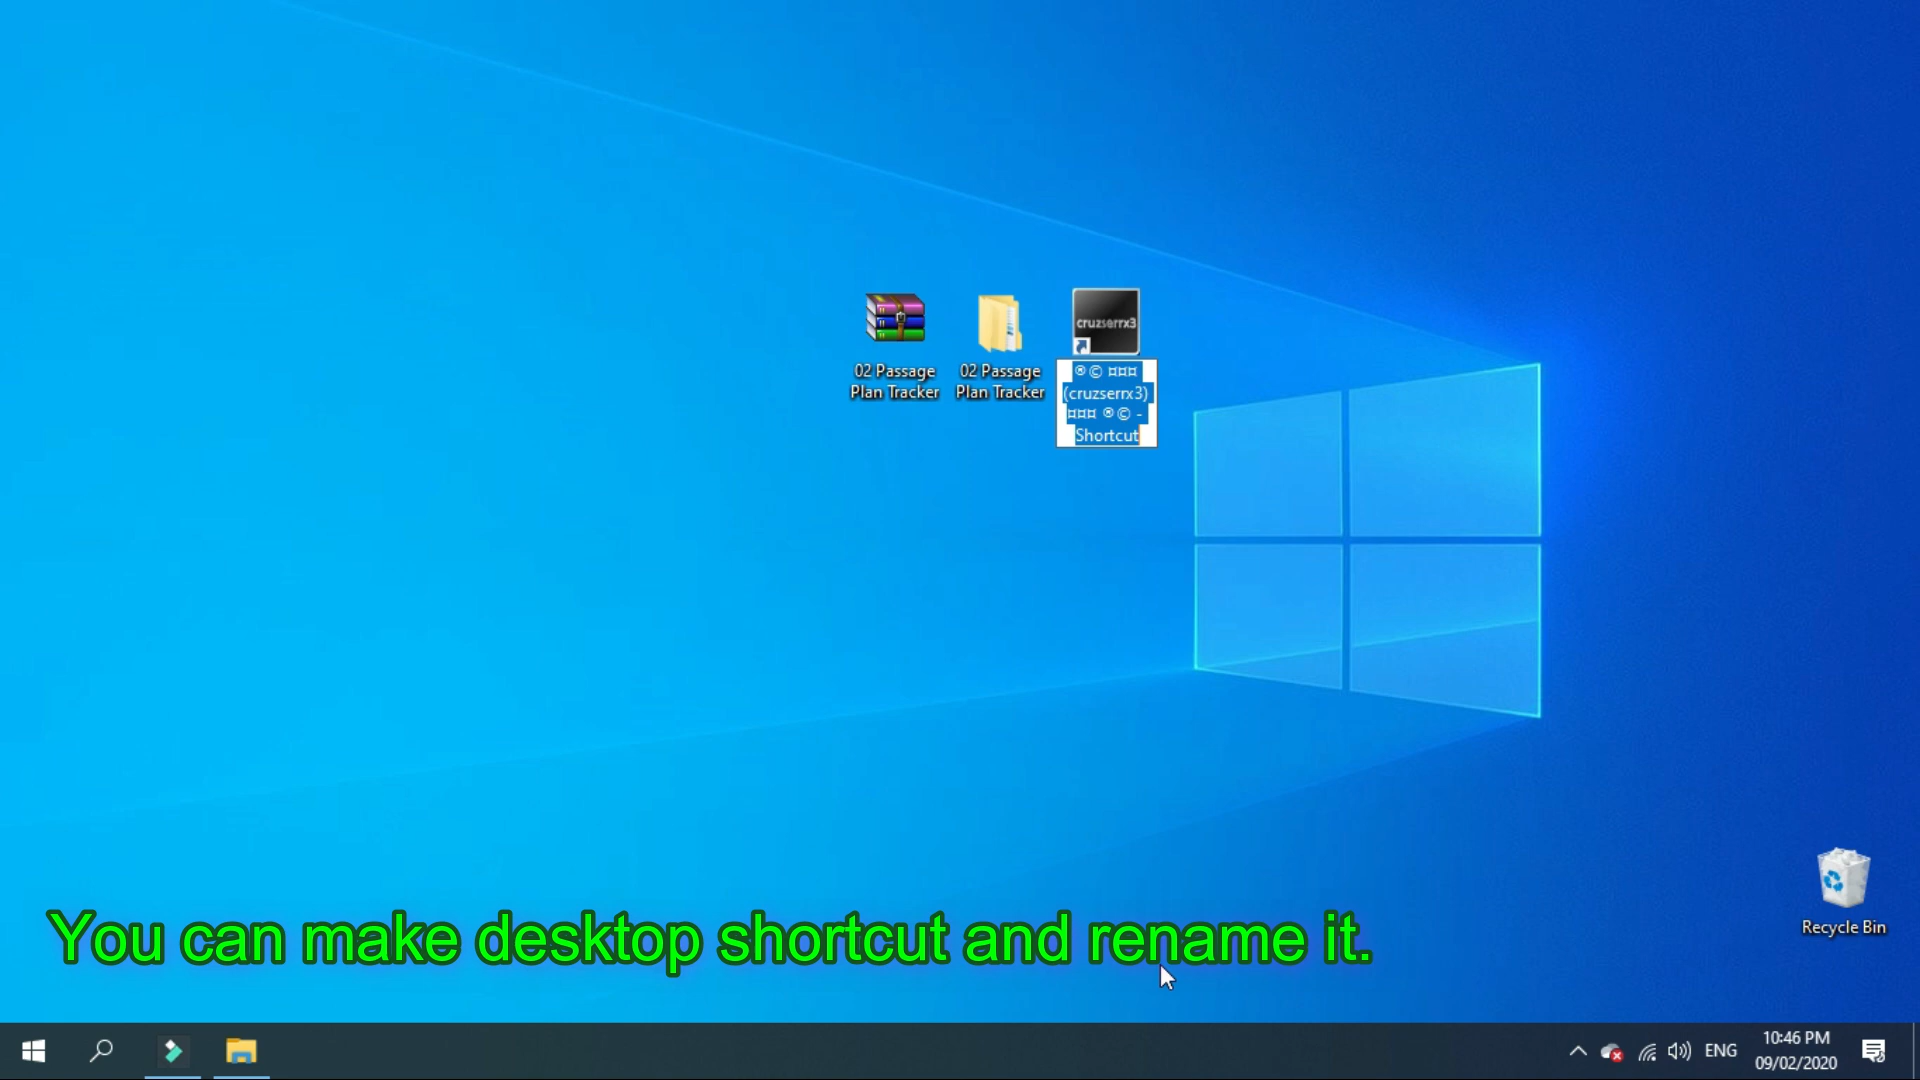 cruzserrx3
02 Passage
Plan Tracker
02 Passage
Plan Tracker
®© ¤¤¤
(cruzserrx3)
¤¤¤ ®© -
Shortcut
Recycle Bin
You can make desktop shortcut and rename it.
ENG
10:46 PM
09/02/2020